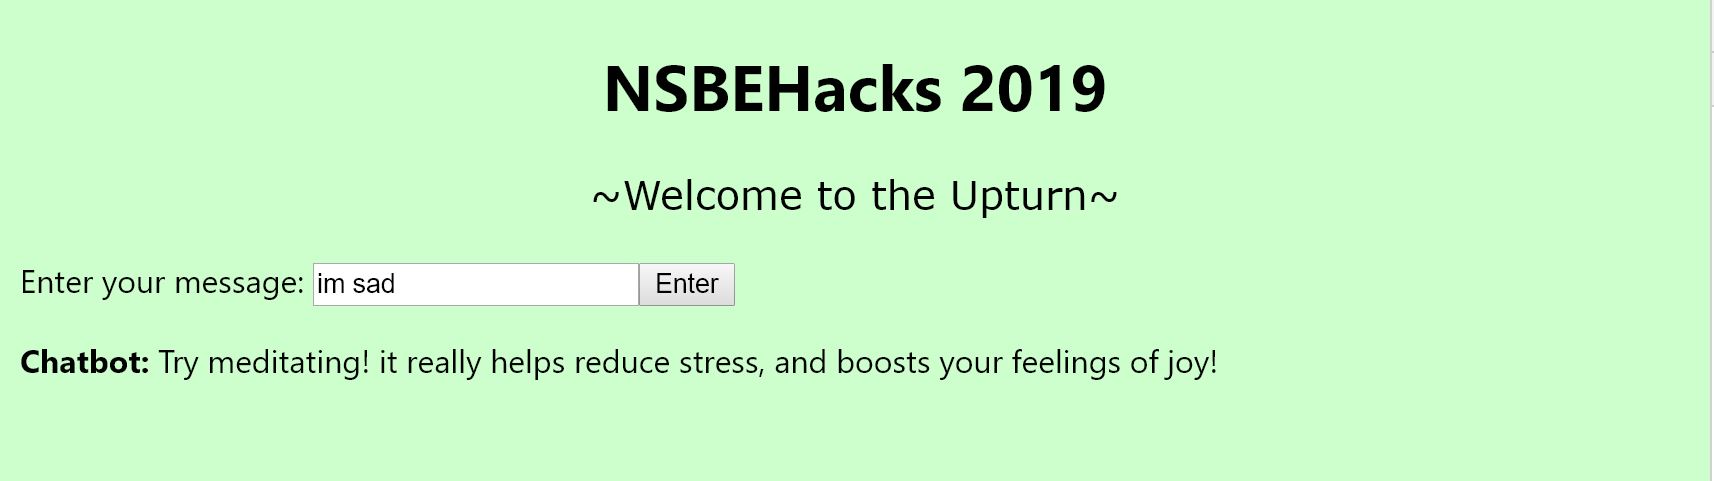 NSBEHacks 2019
~Welcome to the Upturn~
Enter your message: im sad Enter
Chatbot: Try meditating! it really helps reduce stress, and boosts your feelings of joy!